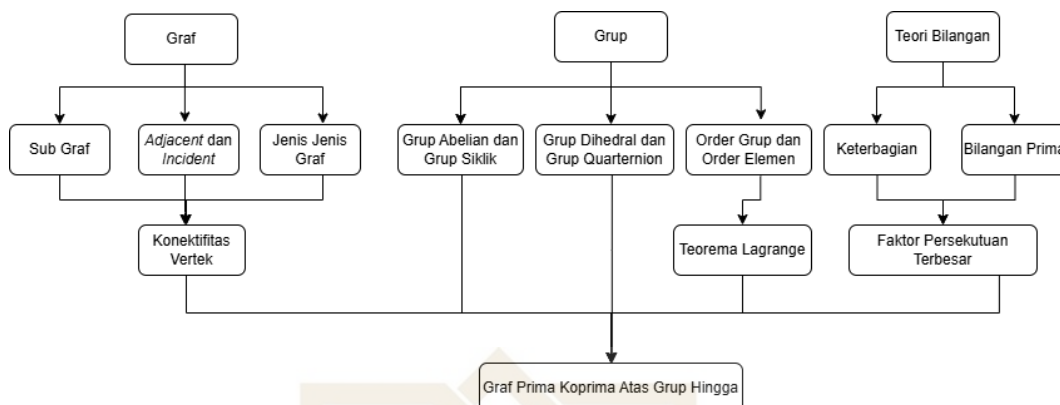 Graf
Grup
Teori Bilangan
Sub Graf
Adjacent dan
Incident
Jenis Jenis
Graf
Grup Abelian dan
Grup Siklik
Grup Dihedral dan
Grup Quarternion
Order Grup dan
Order Elemen
Keterbagian
Bilangan Prima
Konektifitas
Vertek
Teorema Lagrange
Faktor Persekutuan
Terbesar
Graf Prima Koprima Atas Grup Hingga